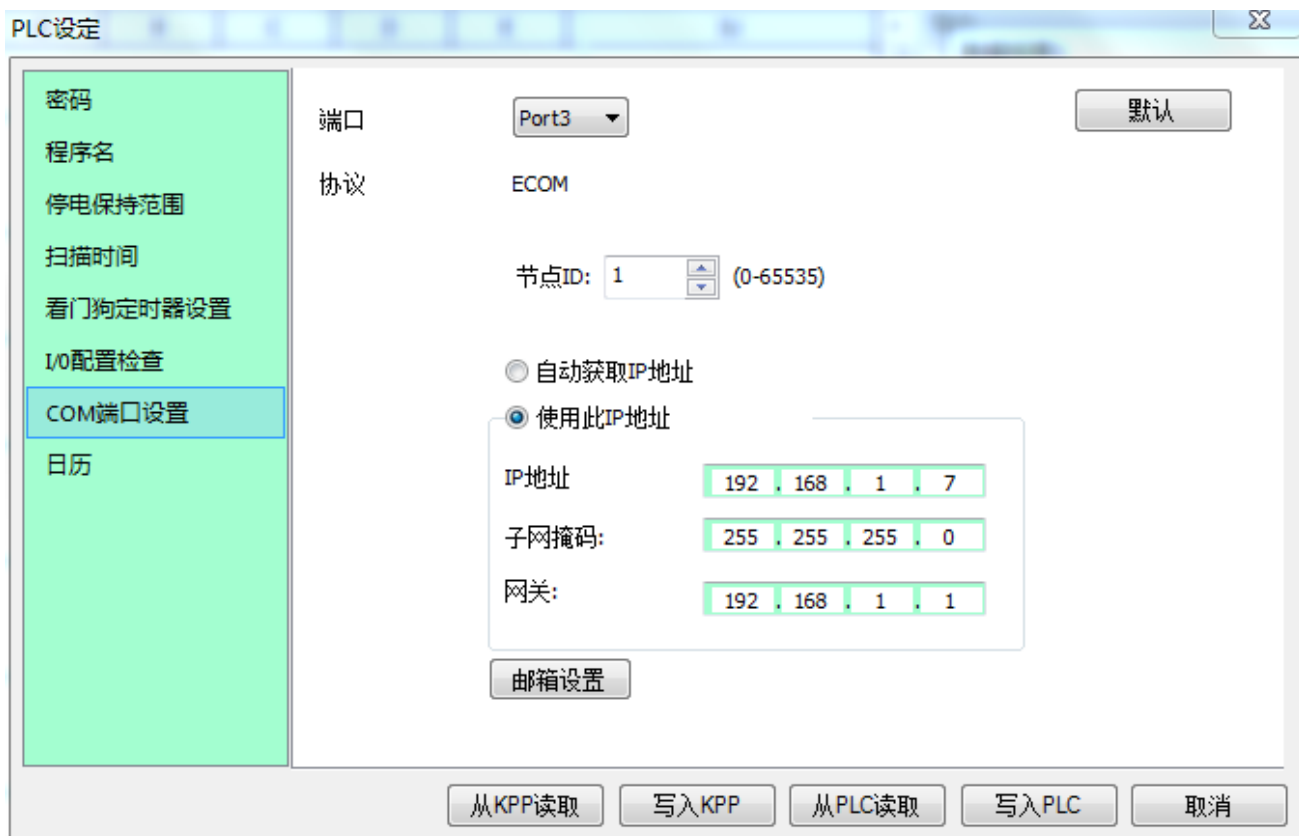 PLC设定
密码
程序名
停电保持范围
扫描时间
看门狗定时器设置
I/0配置检查
COM端口设置
日历
端口 Port3 默认
协议 ECOM
节点ID: 1 (0-65535)
自动获取IP地址
使用此IP地址
IP地址 192 . 168 . 1 . 7
子网掩码: 255 . 255 . 255 . 0
网关: 192 . 168 . 1 . 1
邮箱设置
从KPP读取 写入KPP 从PLC读取 写入PLC 取消